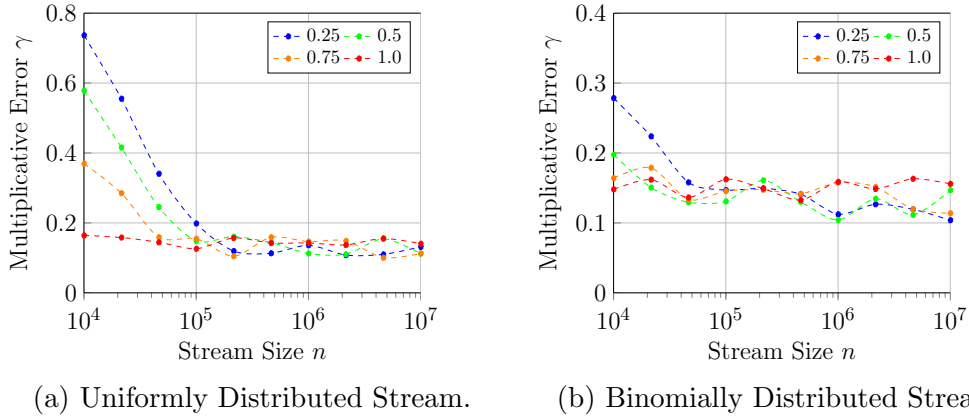 0.8
0.6
0.4
0.2
0
Multiplicative Error γ
0.25 0.5
0.75 1.0
10^4 10^5 10^6 10^7
Stream Size n
(a) Uniformly Distributed Stream.
0.4
0.3
0.2
0.1
0
Multiplicative Error γ
0.25 0.5
0.75 1.0
10^4 10^5 10^6 10^7
Stream Size n
(b) Binomially Distributed Strea